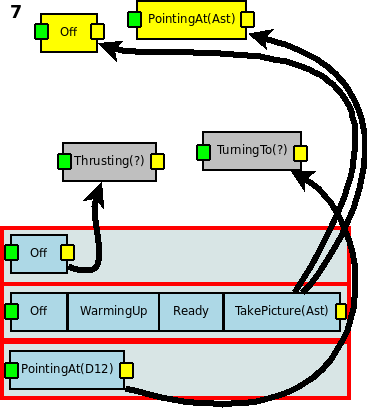 7
Off
PointingAt(Ast)
Thrusting(?)
TurningTo(?)
Off
Off WarmingUp Ready TakePicture(Ast)
PointingAt(D12)